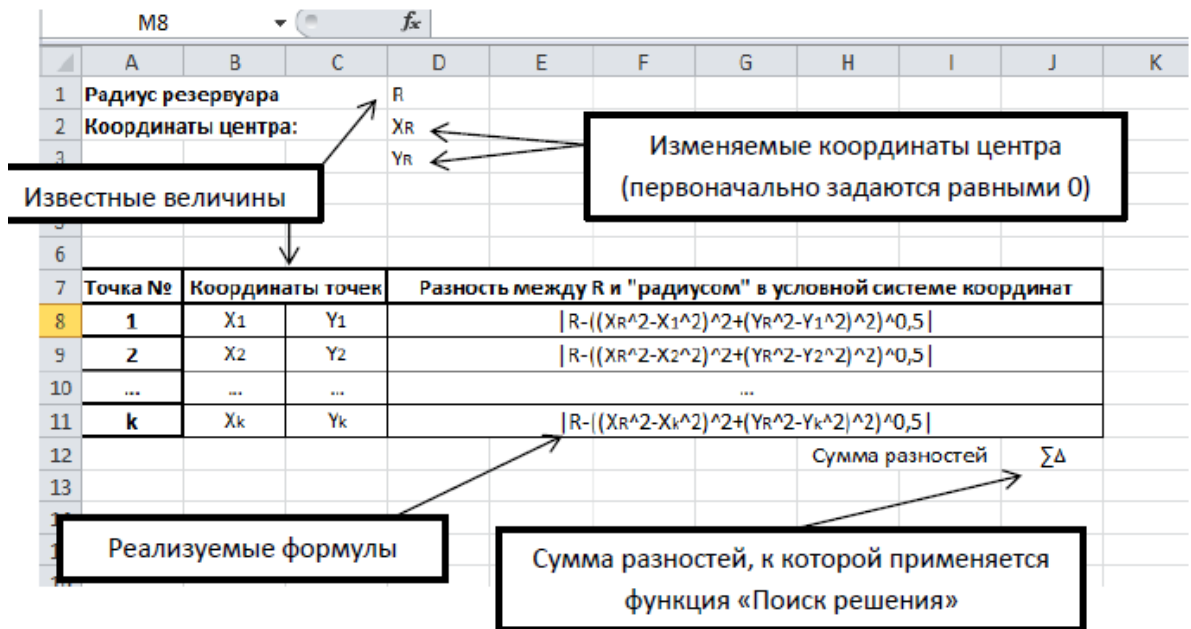 M8 fx
A B C D E F G H I J K
1 Радиус резервуара R
2 Координаты центра: XR
3 YR
Изменяемые координаты центра
(первоначально задаются равными 0)
Известные величины
6
7 Точка № Координаты точек Разность между R и "радиусом" в условной системе координат
8 1 X1 Y1 |R-((XR^2-X1^2)^2+(YR^2-Y1^2)^2)^0,5|
9 2 X2 Y2 |R-((XR^2-X2^2)^2+(YR^2-Y2^2)^2)^0,5|
10 ... ... ... ...
11 k Xk Yk |R-((XR^2-Xk^2)^2+(YR^2-Yk^2)^2)^0,5|
12 Сумма разностей ∑Δ
13
Реализуемые формулы
Сумма разностей, к которой применяется
функция «Поиск решения»